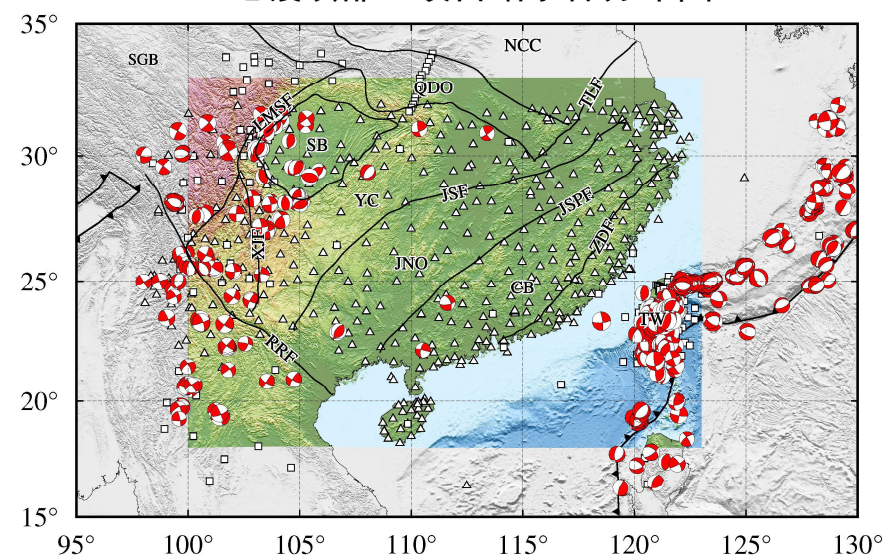 35°
NCC
SGB
QDO
TLF
LMSF
SB
30°
YC
JSF
JSPF
ZDF
XJF
JNO
25°
CB
TW
RRF
20°
15°
95° 100° 105° 110° 115° 120° 125° 130°